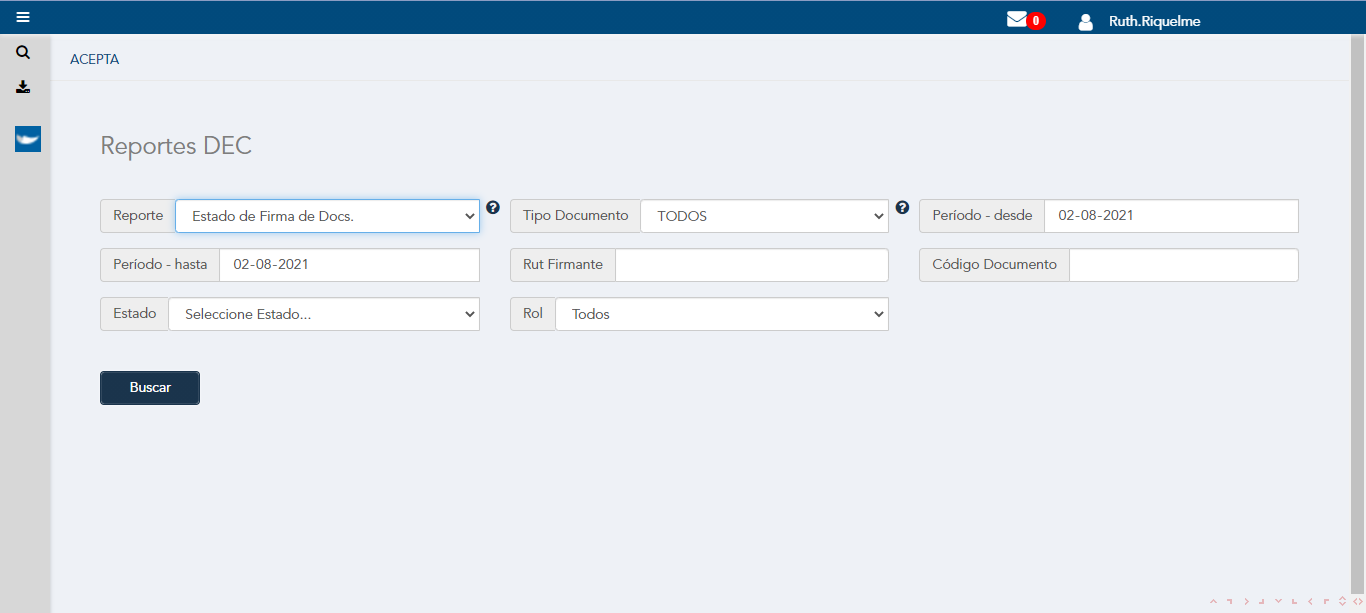 0 Ruth.Riquelme
ACEPTA
Reportes DEC
Reporte Estado de Firma de Docs. Tipo Documento TODOS Período - desde 02-08-2021
Período - hasta 02-08-2021 Rut Firmante Código Documento
Estado Seleccione Estado... Rol Todos
Buscar